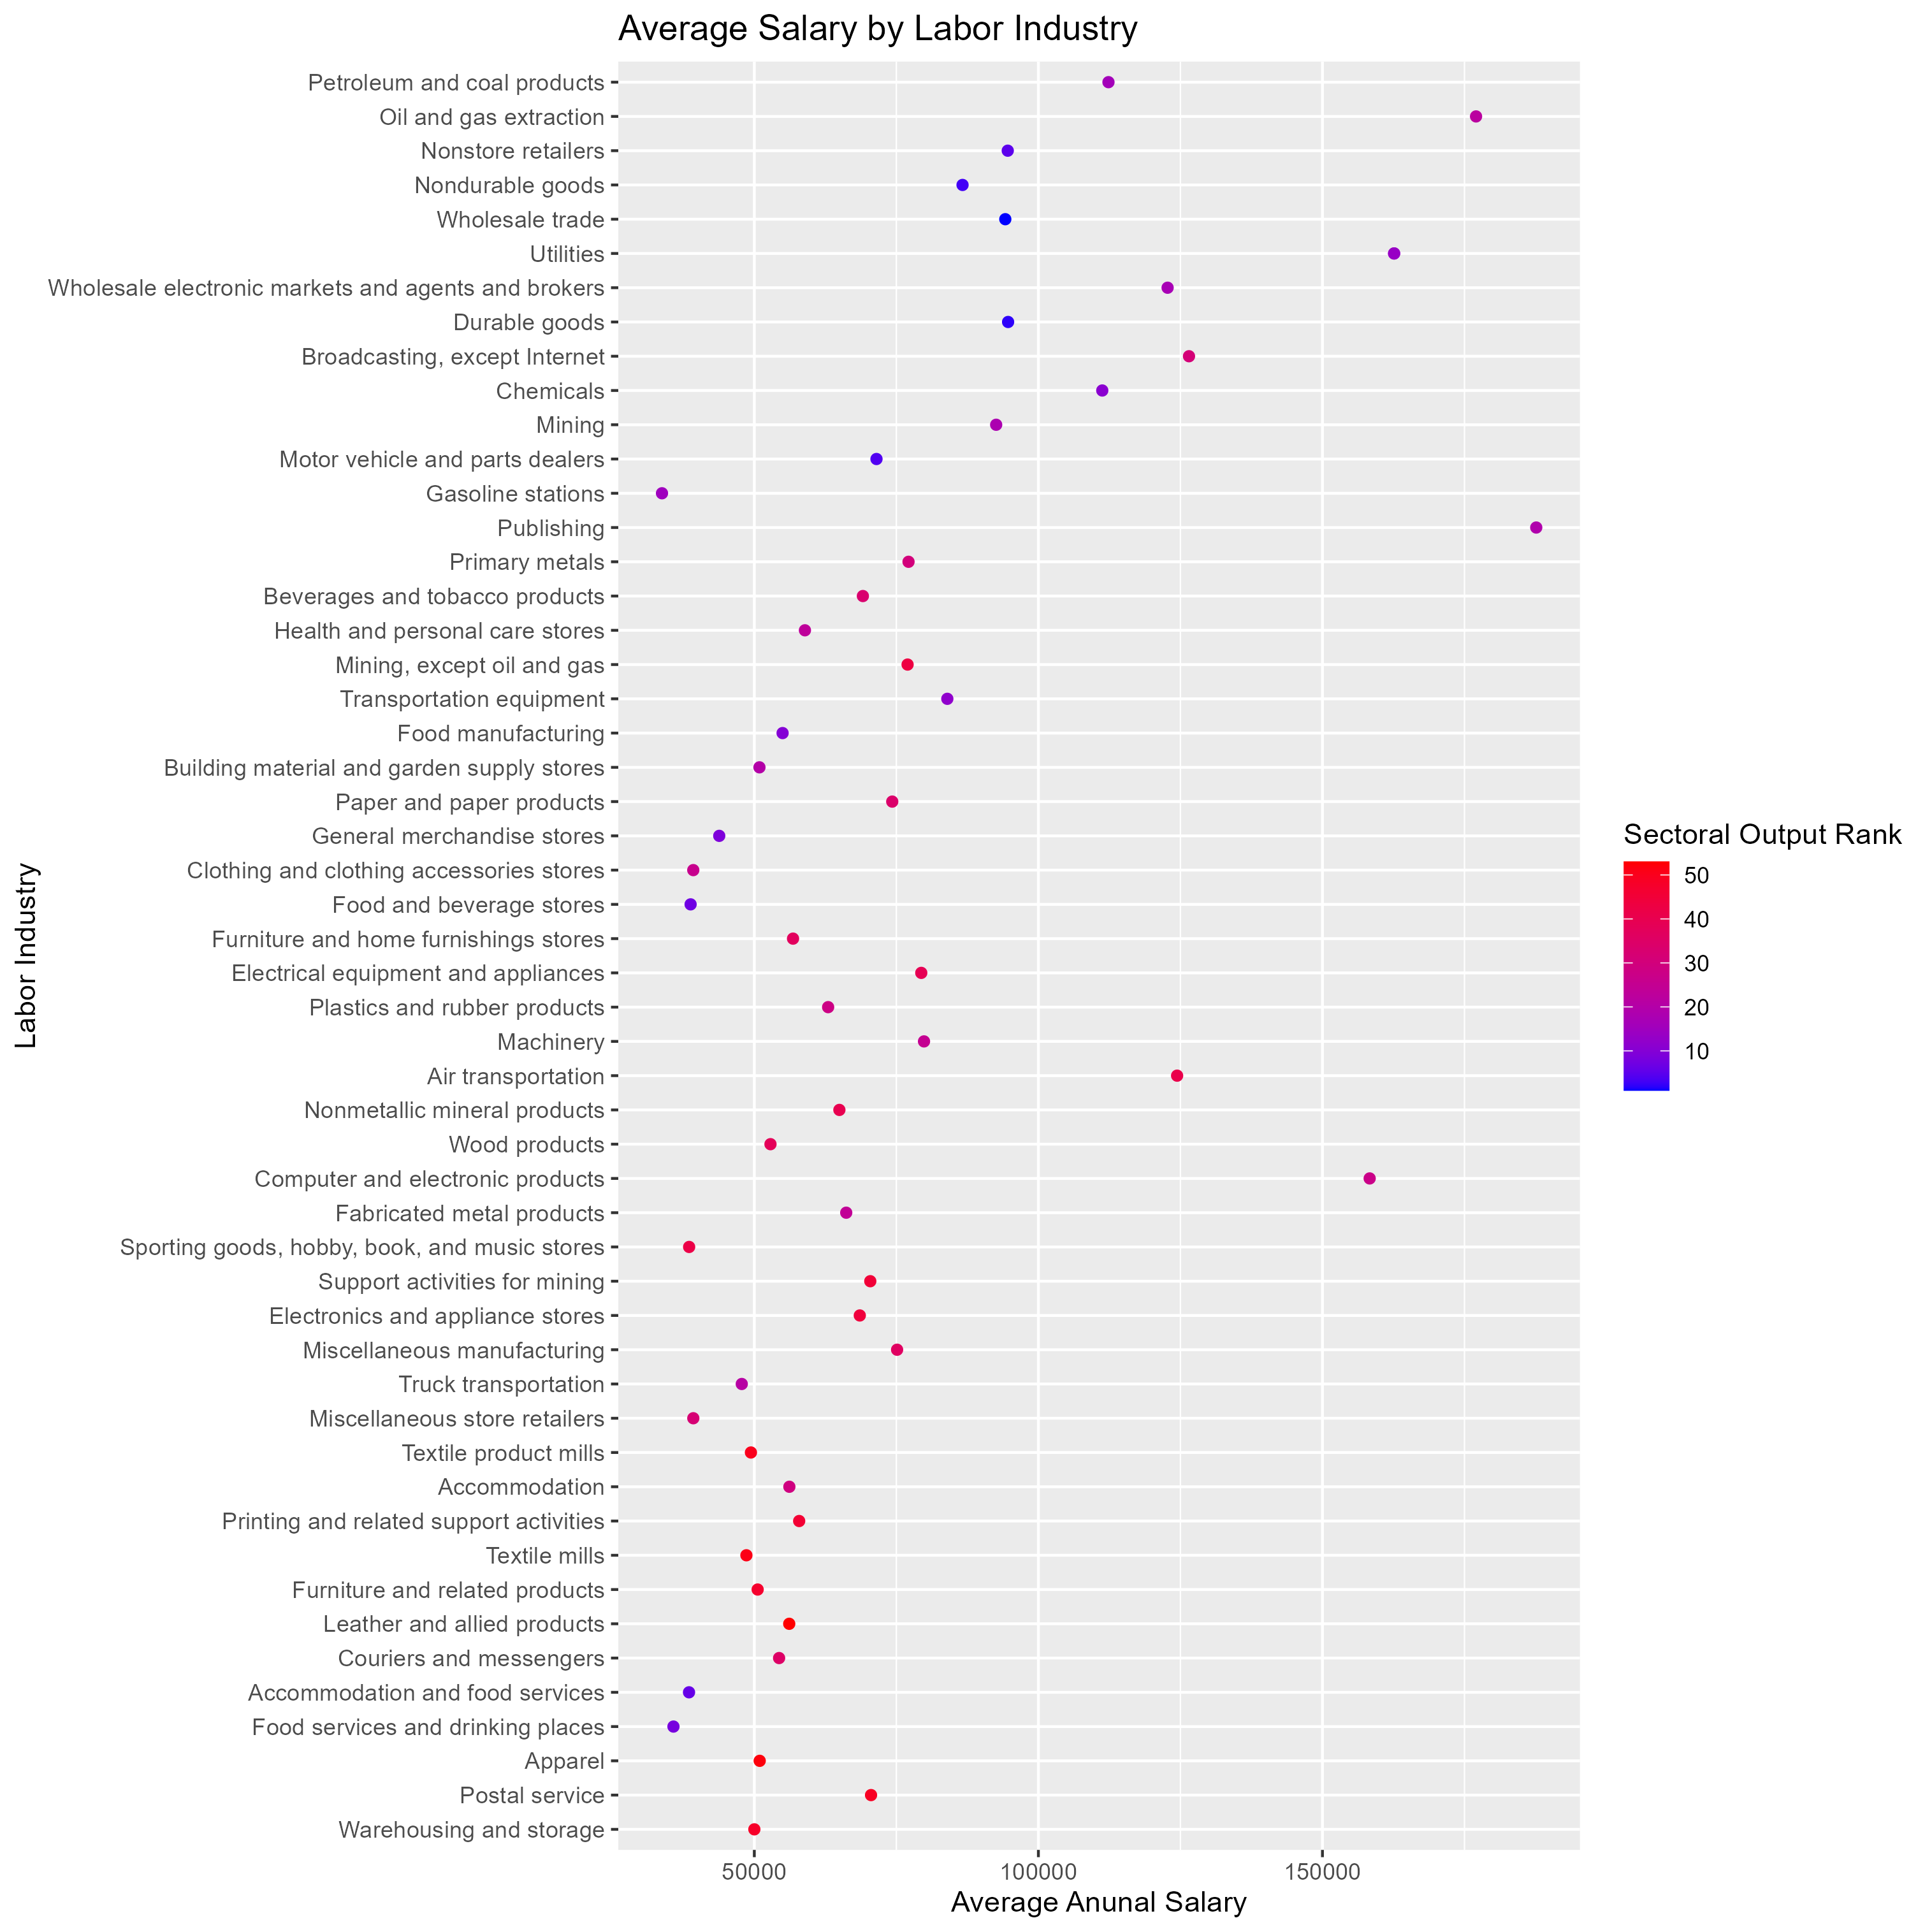 Average Salary by Labor Industry
Petroleum and coal products
Oil and gas extraction
Nonstore retailers
Nondurable goods
Wholesale trade
Utilities
Wholesale electronic markets and agents and brokers
Durable goods
Broadcasting, except Internet
Chemicals
Mining
Motor vehicle and parts dealers
Gasoline stations
Publishing
Primary metals
Beverages and tobacco products
Health and personal care stores
Mining, except oil and gas
Transportation equipment
Food manufacturing
Building material and garden supply stores
Paper and paper products
General merchandise stores
Clothing and clothing accessories stores
Food and beverage stores
Furniture and home furnishings stores
Electrical equipment and appliances
Plastics and rubber products
Machinery
Air transportation
Nonmetallic mineral products
Wood products
Computer and electronic products
Fabricated metal products
Sporting goods, hobby, book, and music stores
Support activities for mining
Electronics and appliance stores
Miscellaneous manufacturing
Truck transportation
Miscellaneous store retailers
Textile product mills
Accommodation
Printing and related support activities
Textile mills
Furniture and related products
Leather and allied products
Couriers and messengers
Accommodation and food services
Food services and drinking places
Apparel
Postal service
Warehousing and storage
Labor Industry
50000 100000 150000
Average Anunal Salary
Sectoral Output Rank
50
40
30
20
10